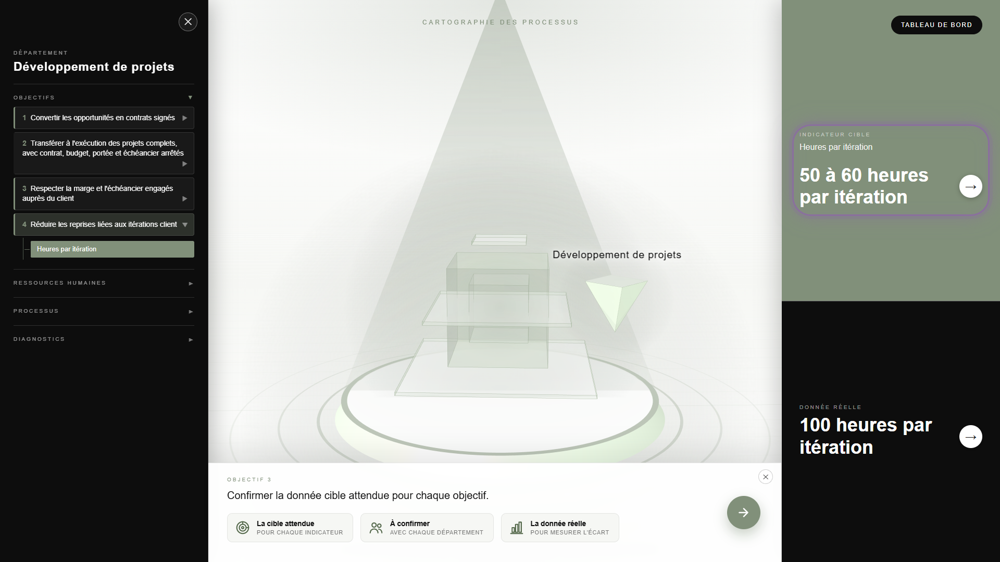 DÉPARTEMENT
Développement de projets
OBJECTIFS
1 Convertir les opportunités en contrats signés
2 Transférer à l'exécution des projets complets,
avec contrat, budget, portée et échéancier arrêtés
3 Respecter la marge et l'échéancier engagés
auprès du client
4 Réduire les reprises liées aux itérations client
Heures par itération
RESSOURCES HUMAINES
PROCESSUS
DIAGNOSTICS
CARTOGRAPHIE DES PROCESSUS
Développement de projets
OBJECTIF 3
Confirmer la donnée cible attendue pour chaque objectif.
La cible attendue
POUR CHAQUE INDICATEUR
À confirmer
AVEC CHAQUE DÉPARTEMENT
La donnée réelle
POUR MESURER L'ÉCART
TABLEAU DE BORD
INDICATEUR CIBLE
Heures par itération
50 à 60 heures
par itération
DONNÉE RÉELLE
100 heures par
itération